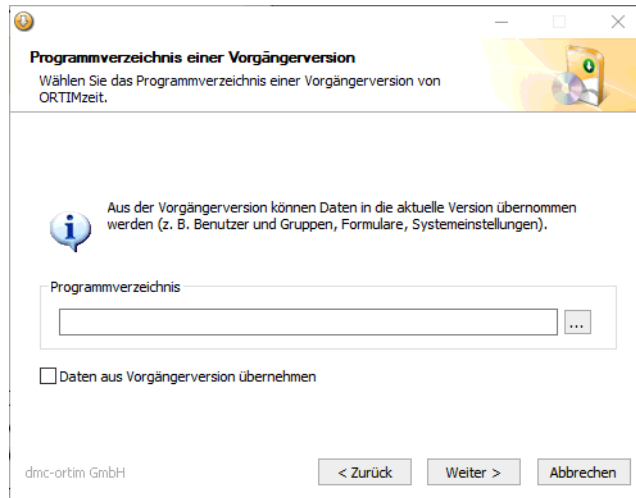 Programmverzeichnis einer Vorgängerversion
Wählen Sie das Programmverzeichnis einer Vorgängerversion von
ORTIMzeit.
Aus der Vorgängerversion können Daten in die aktuelle Version übernommen
werden (z. B. Benutzer und Gruppen, Formulare, Systemeinstellungen).
Programmverzeichnis
...
Daten aus Vorgängerversion übernehmen
dmc-ortim GmbH
< Zurück
Weiter >
Abbrechen